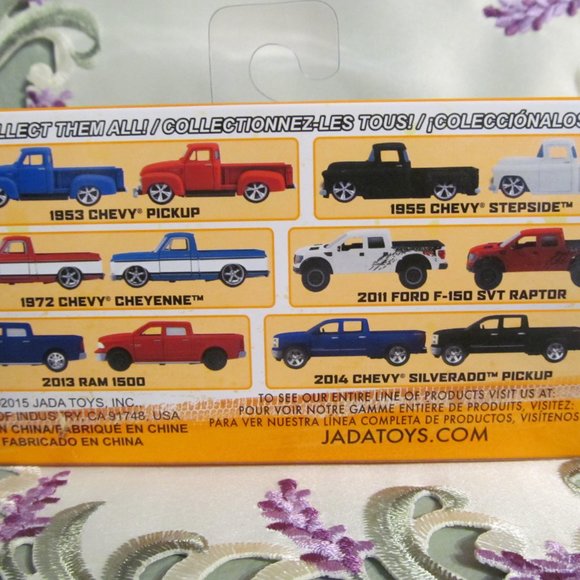 LLECT THEM ALL! / COLLECTIONNEZ-LES TOUS! / ¡COLECCIÓNALOS
1953 CHEVY® PICKUP
1955 CHEVY® STEPSIDE™
1972 CHEVY® CHEYENNE™
2011 FORD F-150 SVT RAPTOR
2013 RAM 1500
2014 CHEVY® SILVERADO™ PICKUP
2015 JADA TOYS, INC.
OF INDUSTRY, CA 91748, USA
N CHINA/FABRIQUÉ EN CHINE
FABRICADO EN CHINA
TO SEE OUR ENTIRE LINE OF PRODUCTS VISIT US AT:
POUR VOIR NOTRE GAMME ENTIÈRE DE PRODUITS, VISITEZ:
PARA VER NUESTRA LÍNEA COMPLETA DE PRODUCTOS, VISÍTENOS
JADATOYS.COM